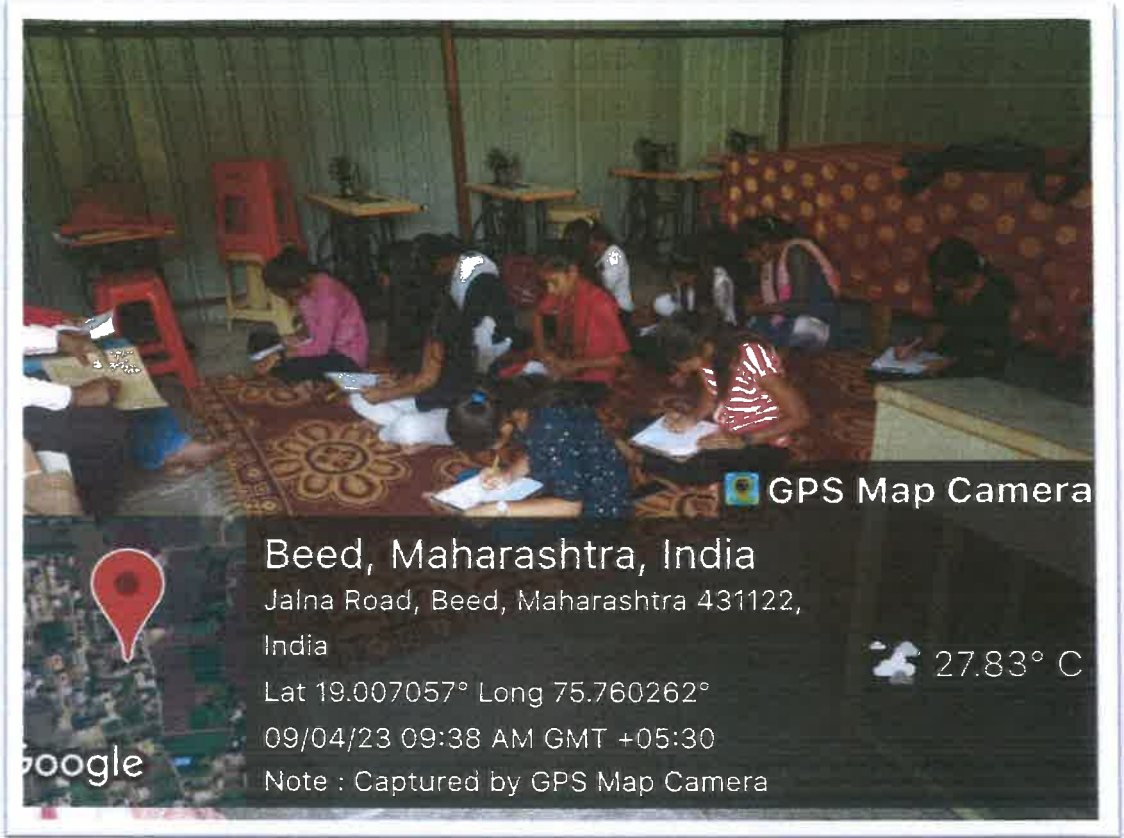 GPS Map Camera
Beed, Maharashtra, India
Jalna Road, Beed, Maharashtra 431122,
India
27.83° C
Lat 19.007057° Long 75.760262°
09/04/23 09:38 AM GMT +05:30
Google
Note : Captured by GPS Map Camera